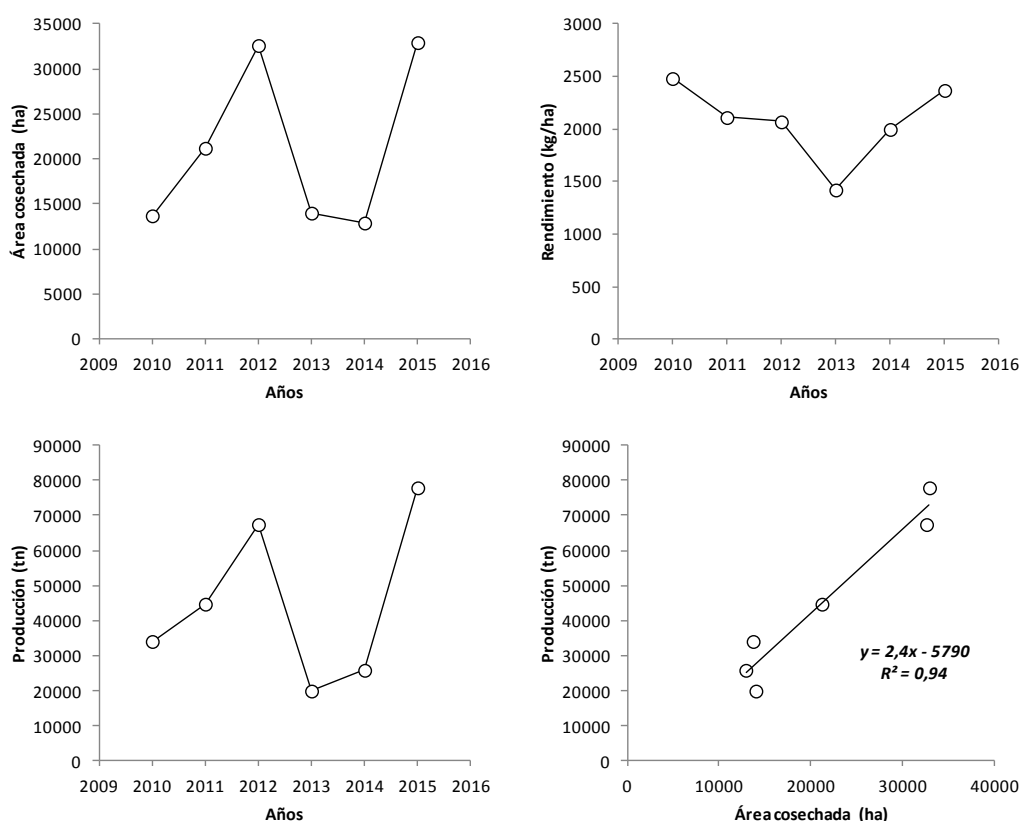 35000
30000
25000
20000
15000
10000
5000
0
Área cosechada (ha)
2009 2010 2011 2012 2013 2014 2015 2016
Años
3000
2500
2000
1500
1000
500
0
Rendimiento (kg/ha)
2009 2010 2011 2012 2013 2014 2015 2016
Años
90000
80000
70000
60000
50000
40000
30000
20000
10000
0
Producción (tn)
2009 2010 2011 2012 2013 2014 2015 2016
Años
90000
80000
70000
60000
50000
40000
30000
20000
10000
0
Producción (tn)
y = 2,4x - 5790
R² = 0,94
0 10000 20000 30000 40000
Área cosechada (ha)